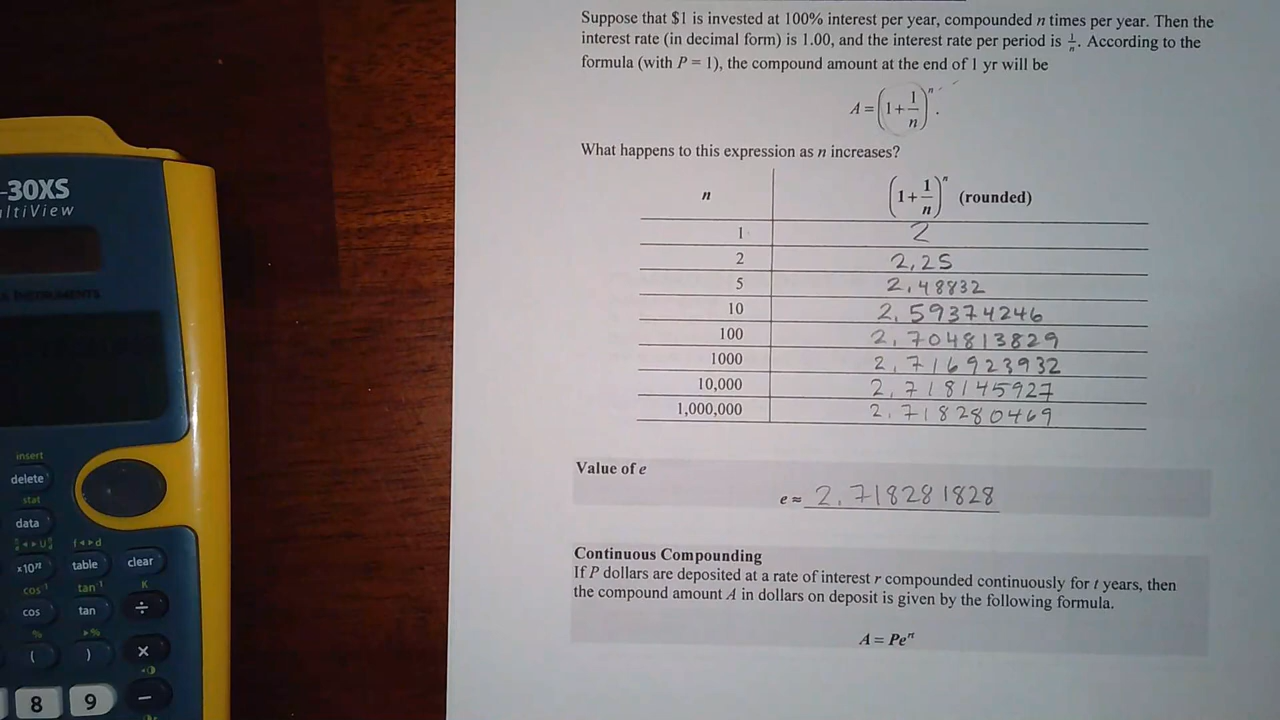 Suppose that $1 is invested at 100% interest per year, compounded n times per year. Then the
interest rate (in decimal form) is 1.00, and the interest rate per period is 1/n. According to the
formula (with P = 1), the compound amount at the end of 1 yr will be
A = (1 + 1/n)^n.
What happens to this expression as n increases?
n (1 + 1/n)^n (rounded)
1 2
2 2.25
5 2.48832
10 2.59374246
100 2.704813829
1000 2.716923932
10,000 2.718145927
1,000,000 2.718280469
Value of e
e ≈ 2.718281828
Continuous Compounding
If P dollars are deposited at a rate of interest r compounded continuously for t years, then
the compound amount A in dollars on deposit is given by the following formula.
A = Pe^rt
-30XS
ltiView
INSTRUMENTS
insert
delete
stat
data
f◄►d
×10ⁿ table clear
cos⁻¹ tan⁻¹ K
cos tan ÷
% ►%
( ) ×
8 9 −